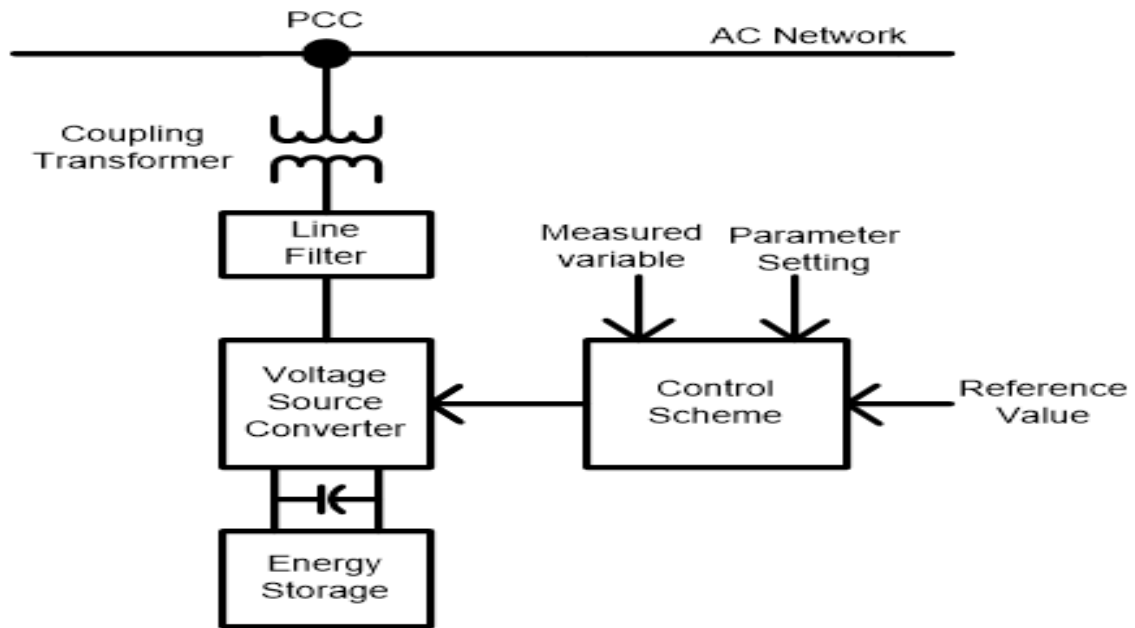 PCC
AC Network
Coupling
Transformer
Line
Filter
Measured
variable
Parameter
Setting
Voltage
Source
Converter
Control
Scheme
Reference
Value
Energy
Storage